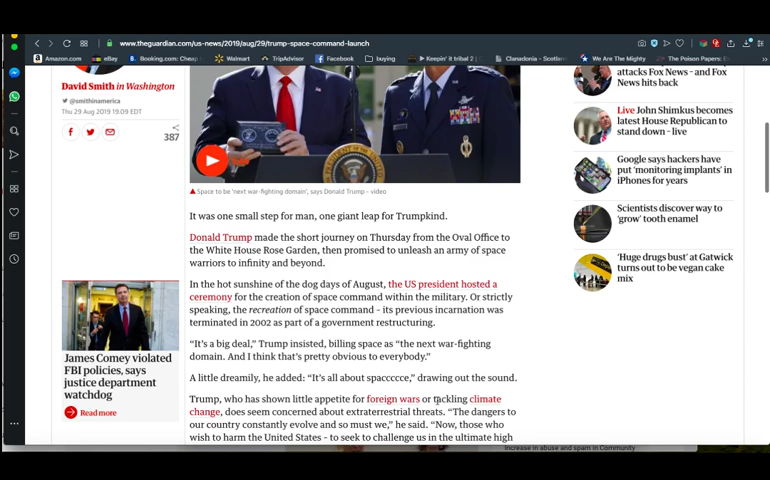 www.theguardian.com/us-news/2019/aug/29/trump-space-command-launch
Amazon.com
eBay
Booking.com: Cheap
Walmart
TripAdvisor
Facebook
buying
Keepin' it tribal 2
Clanadonia - Scottish
We Are The Mighty
The Poison Papers:
David Smith in Washington
@smithinamerica
Thu 29 Aug 2019 19.09 EDT
387
Space to be 'next war-fighting domain', says Donald Trump – video
It was one small step for man, one giant leap for Trumpkind.
Donald Trump made the short journey on Thursday from the Oval Office to
the White House Rose Garden, then promised to unleash an army of space
warriors to infinity and beyond.
In the hot sunshine of the dog days of August, the US president hosted a
ceremony for the creation of space command within the military. Or strictly
speaking, the recreation of space command – its previous incarnation was
terminated in 2002 as part of a government restructuring.
"It's a big deal," Trump insisted, billing space as "the next war-fighting
domain. And I think that's pretty obvious to everybody."
A little dreamily, he added: "It's all about spaccccce," drawing out the sound.
Trump, who has shown little appetite for foreign wars or tackling climate
change, does seem concerned about extraterrestrial threats. "The dangers to
our country constantly evolve and so must we," he said. "Now, those who
wish to harm the United States – to seek to challenge us in the ultimate high
James Comey violated
FBI policies, says
justice department
watchdog
Read more
attacks Fox News – and Fox
News hits back
Live John Shimkus becomes
latest House Republican to
stand down – live
Google says hackers have
put 'monitoring implants' in
iPhones for years
Scientists discover way to
'grow' tooth enamel
'Huge drugs bust' at Gatwick
turns out to be vegan cake
mix
Increase in abuse and spam in Community